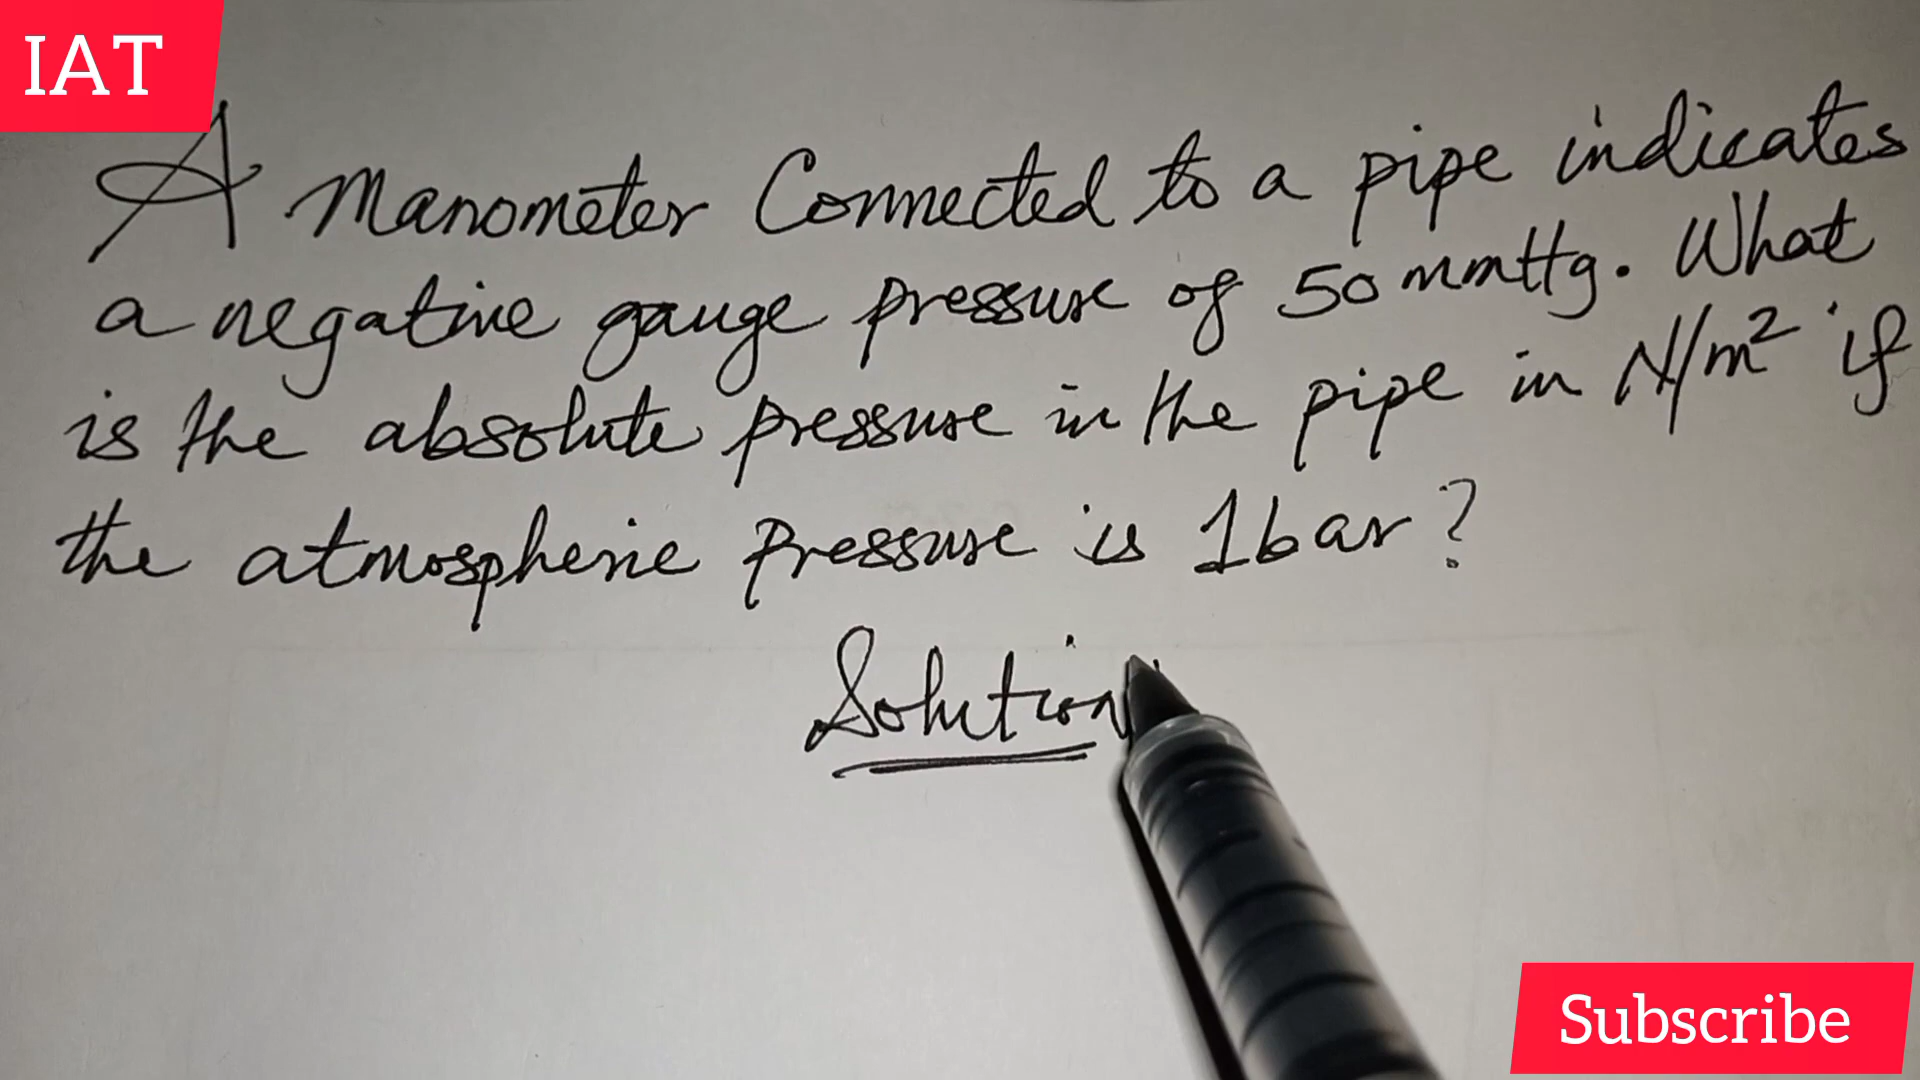 IAT
A Manometer Connected to a pipe indicates
a negative gauge pressure of 50 mmHg. What
is the absolute pressure in the pipe in N/m² if
the atmospheric Pressure is 1bar?
Solution
Subscribe